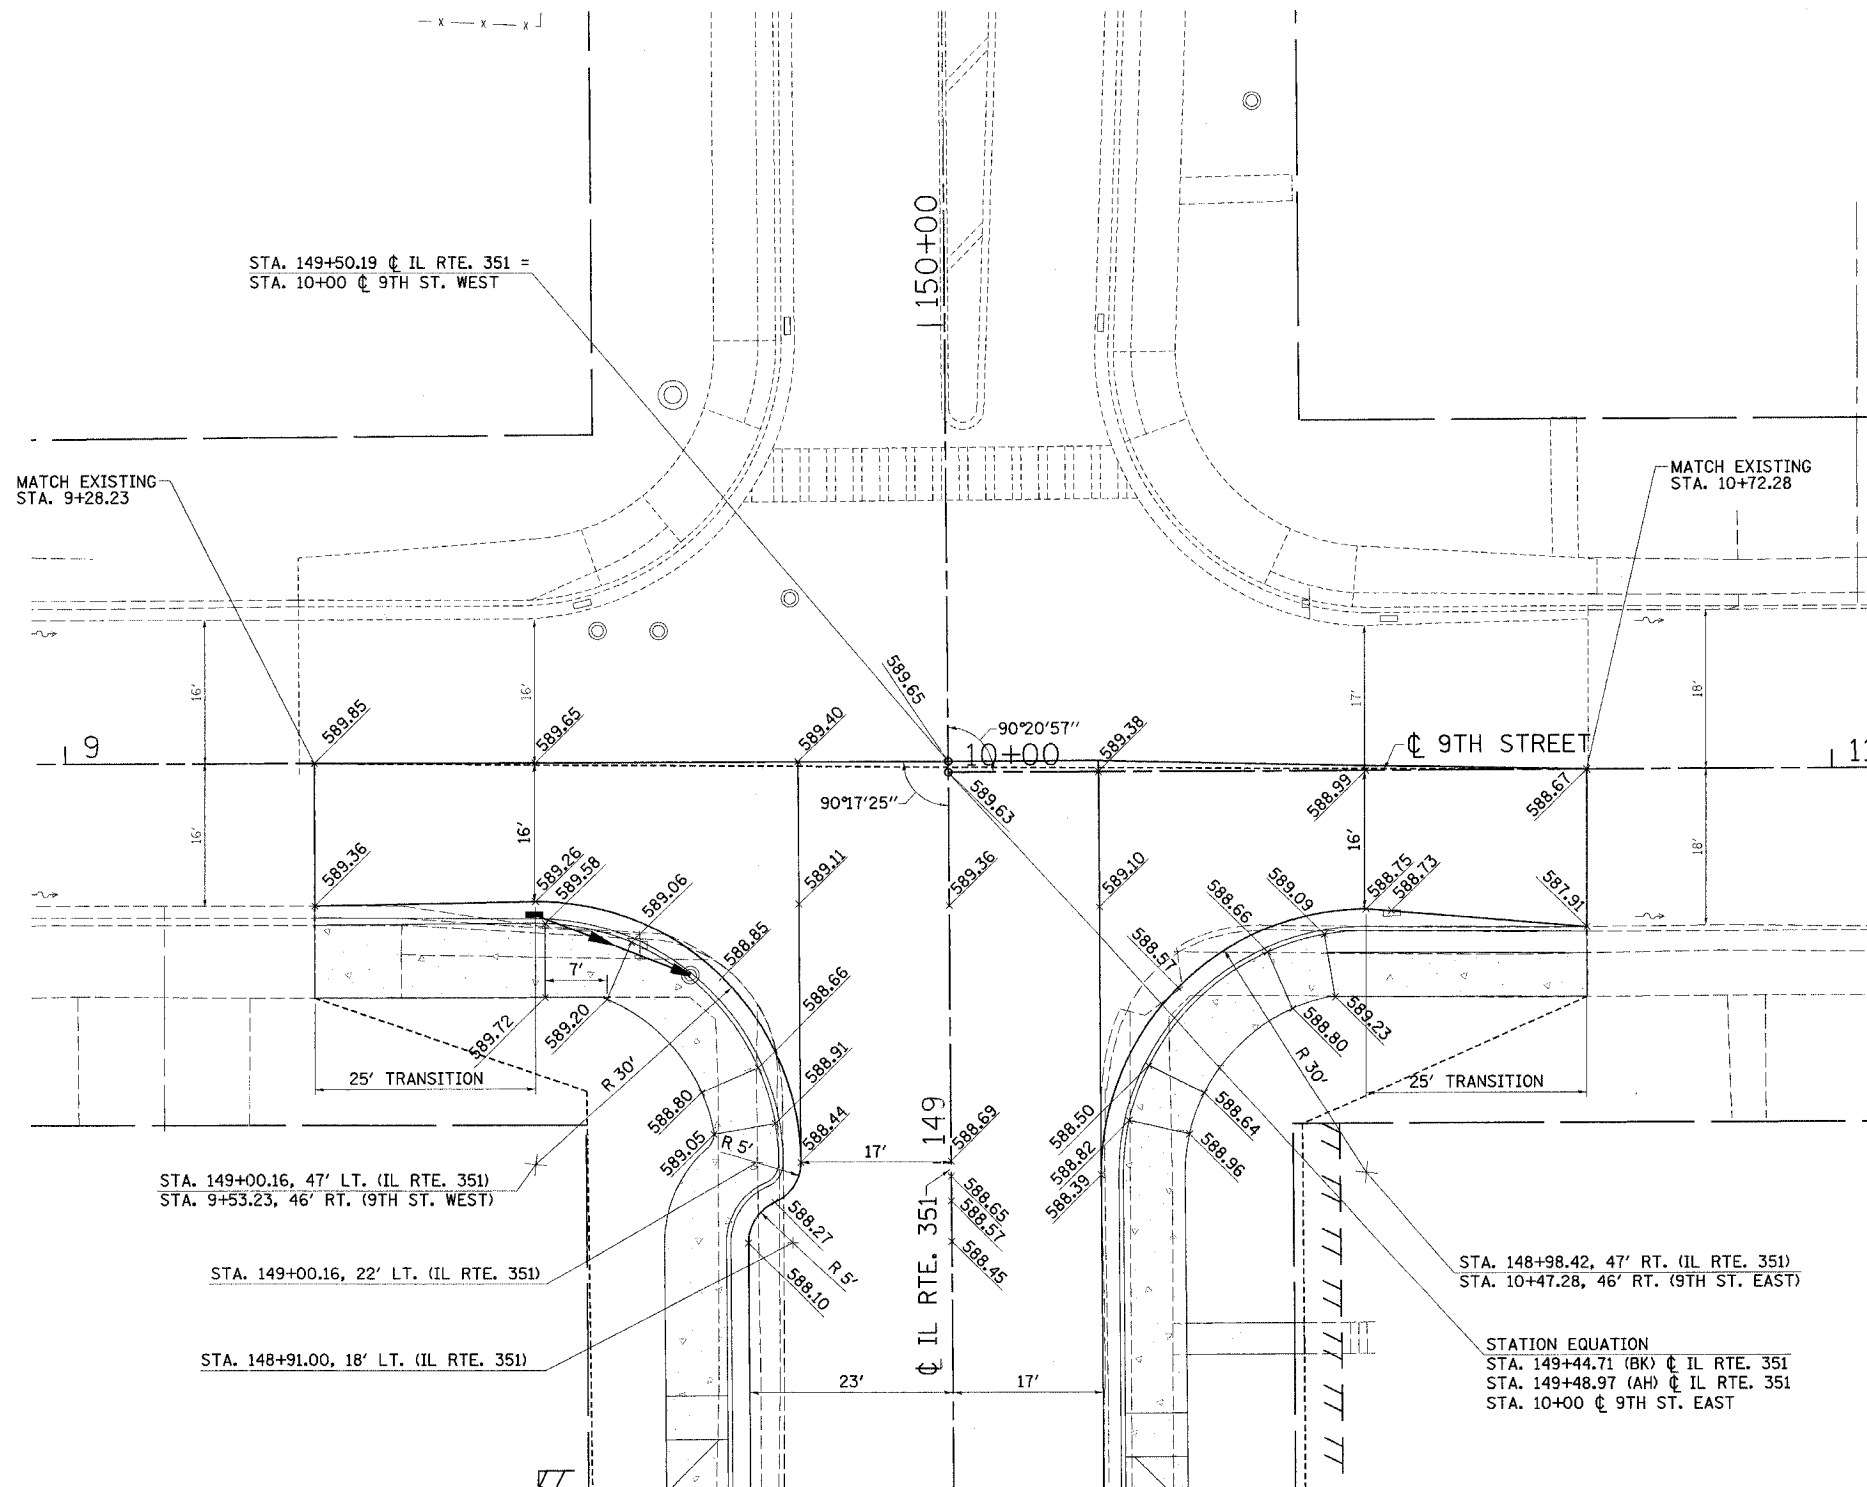 x x x
150+00
STA. 149+50.19 ℄ IL RTE. 351 =
STA. 10+00 ℄ 9TH ST. WEST
MATCH EXISTING
STA. 9+28.23
MATCH EXISTING
STA. 10+72.28
16'
16'
17'
18'
589.65
589.85
589.65
589.40
90°20'57"
589.38
9
10+00
℄ 9TH STREET
11
90°17'25"
589.63
588.99
588.67
16'
16'
16'
18'
589.36
589.26
589.58
589.06
589.11
589.36
589.10
588.66
589.09
588.75
588.73
587.91
588.85
588.57
588.66
7'
589.72
589.20
588.91
588.80
589.23
R 30'
R 30'
25' TRANSITION
25' TRANSITION
588.80
588.44
149
588.69
588.50
588.64
589.05
R 5'
17'
588.82
588.96
588.39
STA. 149+00.16, 47' LT. (IL RTE. 351)
STA. 9+53.23, 46' RT. (9TH ST. WEST)
588.65
588.57
588.45
588.27
R 5'
588.10
℄ IL RTE. 351
STA. 149+00.16, 22' LT. (IL RTE. 351)
STA. 148+98.42, 47' RT. (IL RTE. 351)
STA. 10+47.28, 46' RT. (9TH ST. EAST)
STA. 148+91.00, 18' LT. (IL RTE. 351)
23'
17'
STATION EQUATION
STA. 149+44.71 (BK) ℄ IL RTE. 351
STA. 149+48.97 (AH) ℄ IL RTE. 351
STA. 10+00 ℄ 9TH ST. EAST